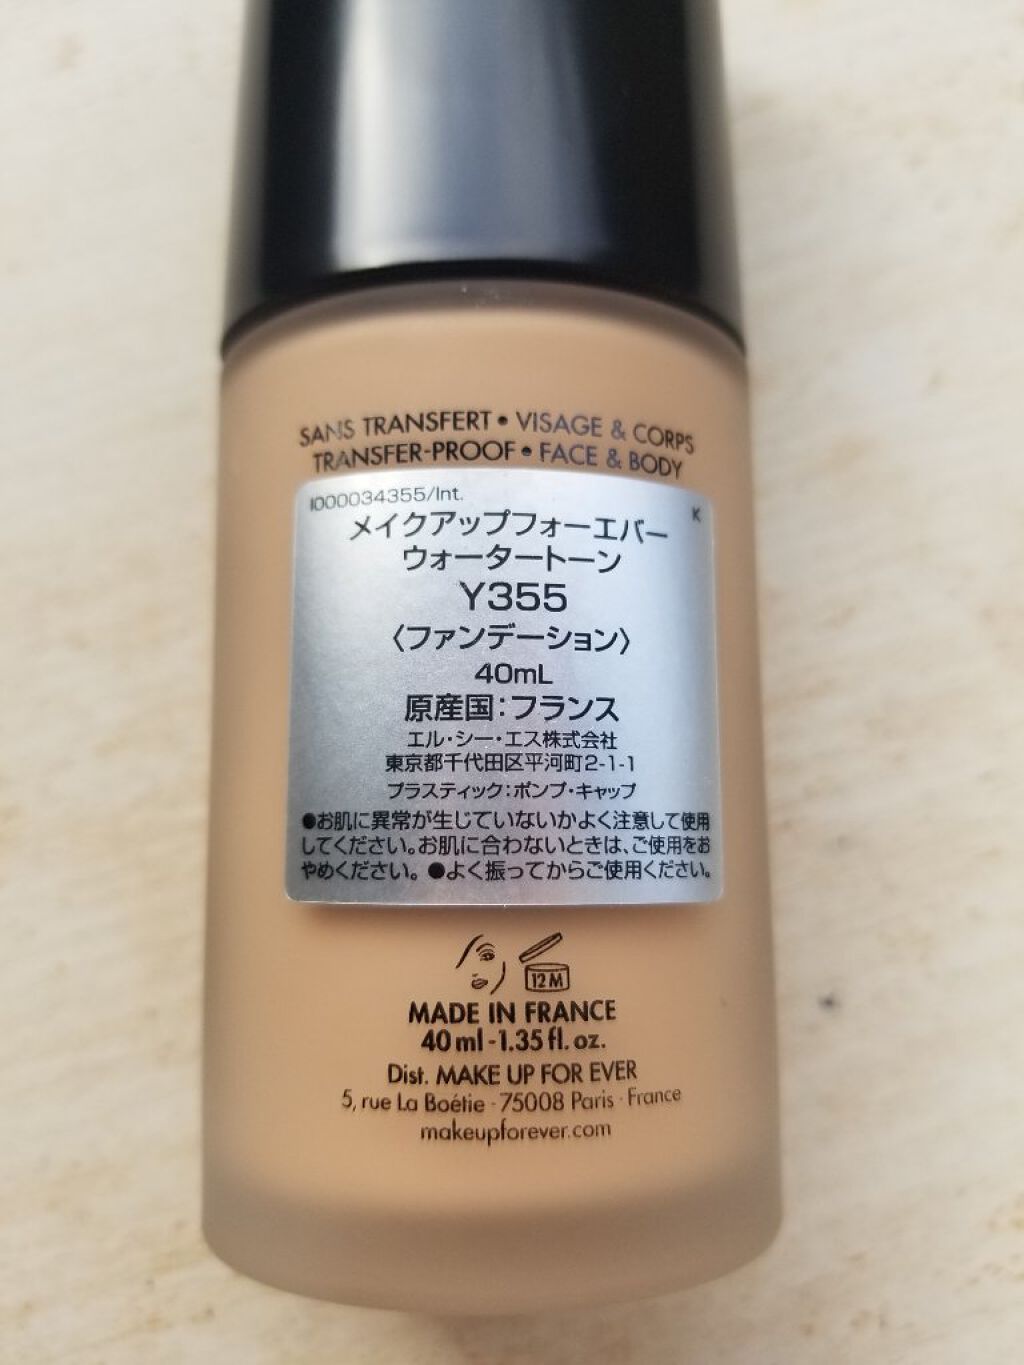 SANS TRANSFERT • VISAGE & CORPS
TRANSFER-PROOF • FACE & BODY
I000034355/Int.
K
メイクアップフォーエバー
ウォータートーン
Y355
〈ファンデーション〉
40mL
原産国:フランス
エル・シー・エス株式会社
東京都千代田区平河町2-1-1
プラスティック:ポンプ・キャップ
●お肌に異常が生じていないかよく注意して使用
してください。お肌に合わないときは、ご使用をお
やめください。●よく振ってからご使用ください。
12 M
MADE IN FRANCE
40 ml - 1.35 fl. oz.
Dist. MAKE UP FOR EVER
5, rue La Boétie - 75008 Paris - France
makeupforever.com